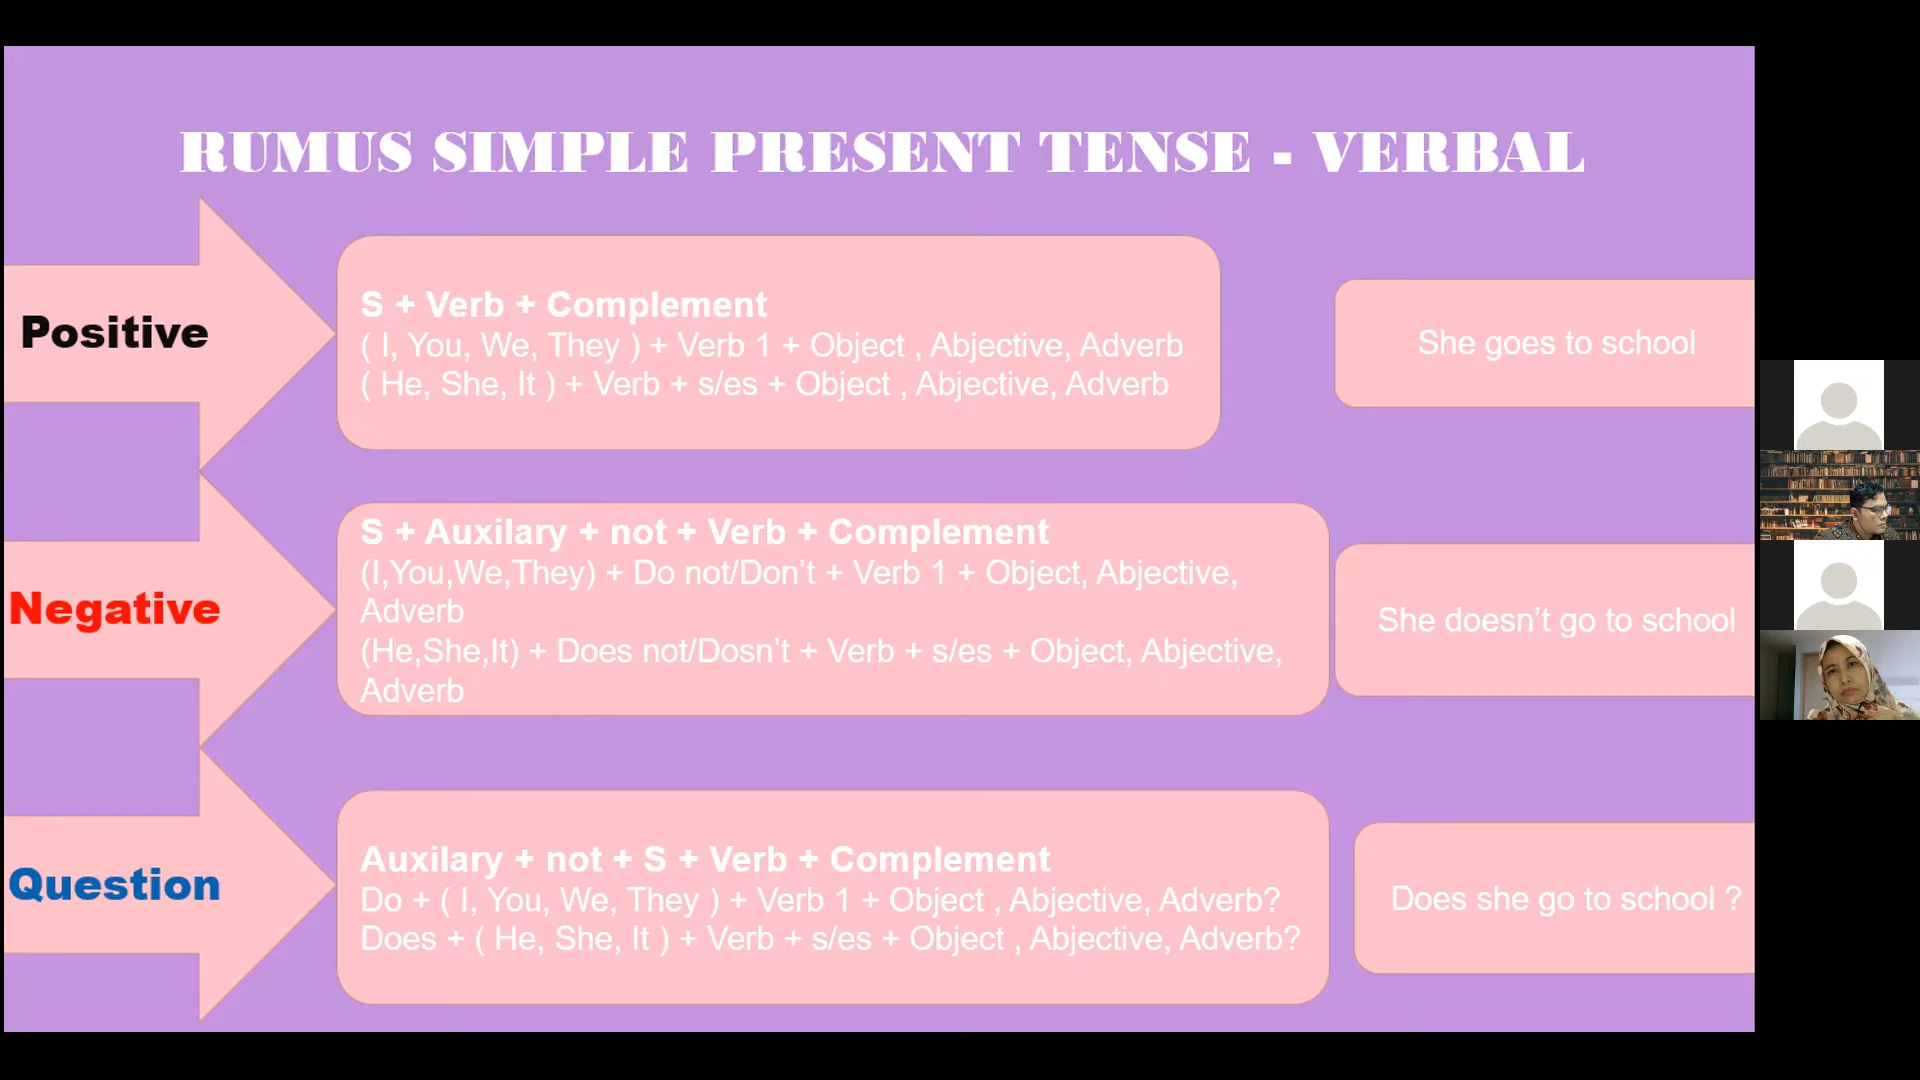 RUMUS SIMPLE PRESENT TENSE - VERBAL
Positive
S + Verb + Complement
( I, You, We, They ) + Verb 1 + Object , Abjective, Adverb
( He, She, It ) + Verb + s/es + Object , Abjective, Adverb
She goes to school
Negative
S + Auxilary + not + Verb + Complement
(I,You,We,They) + Do not/Don’t + Verb 1 + Object, Abjective,
Adverb
(He,She,It) + Does not/Dosn’t + Verb + s/es + Object, Abjective,
Adverb
She doesn’t go to school
Question
Auxilary + not + S + Verb + Complement
Do + ( I, You, We, They ) + Verb 1 + Object , Abjective, Adverb?
Does + ( He, She, It ) + Verb + s/es + Object , Abjective, Adverb?
Does she go to school ?